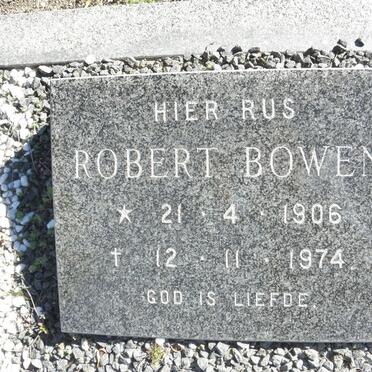 HIER RUS
ROBERT BOWEN
★ 21 · 4 · 1906
† 12 · 11 · 1974.
GOD IS LIEFDE.